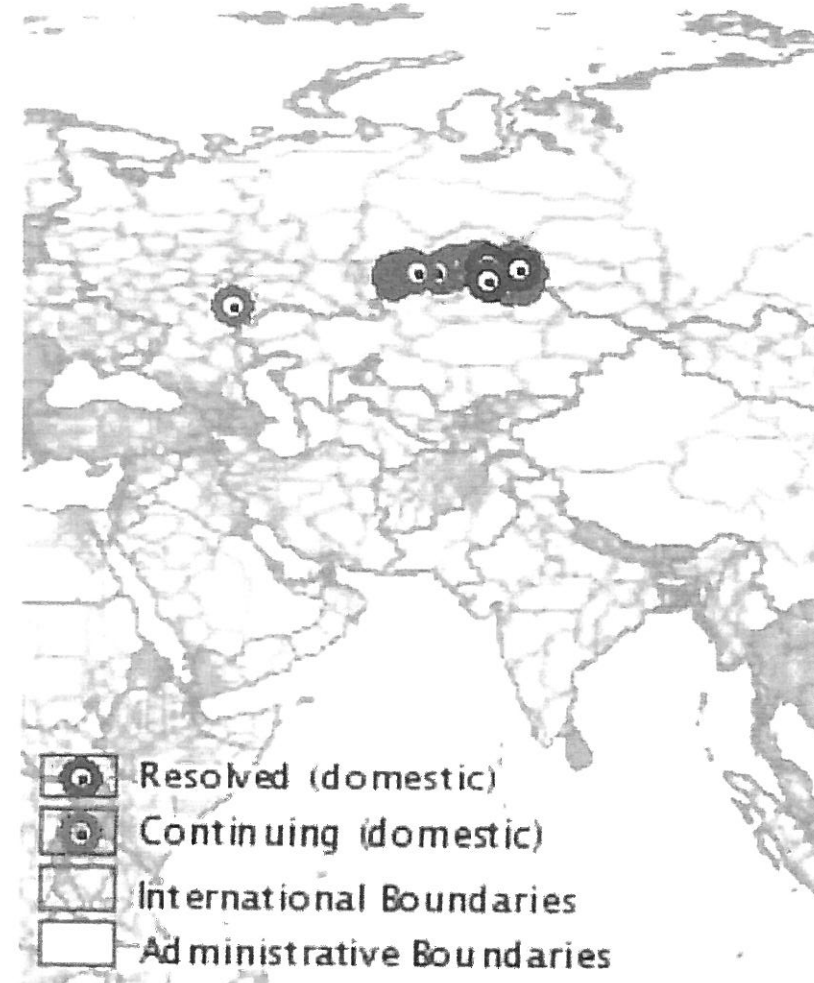 Resolved (domestic)
Continuing (domestic)
International Boundaries
Administrative Boundaries